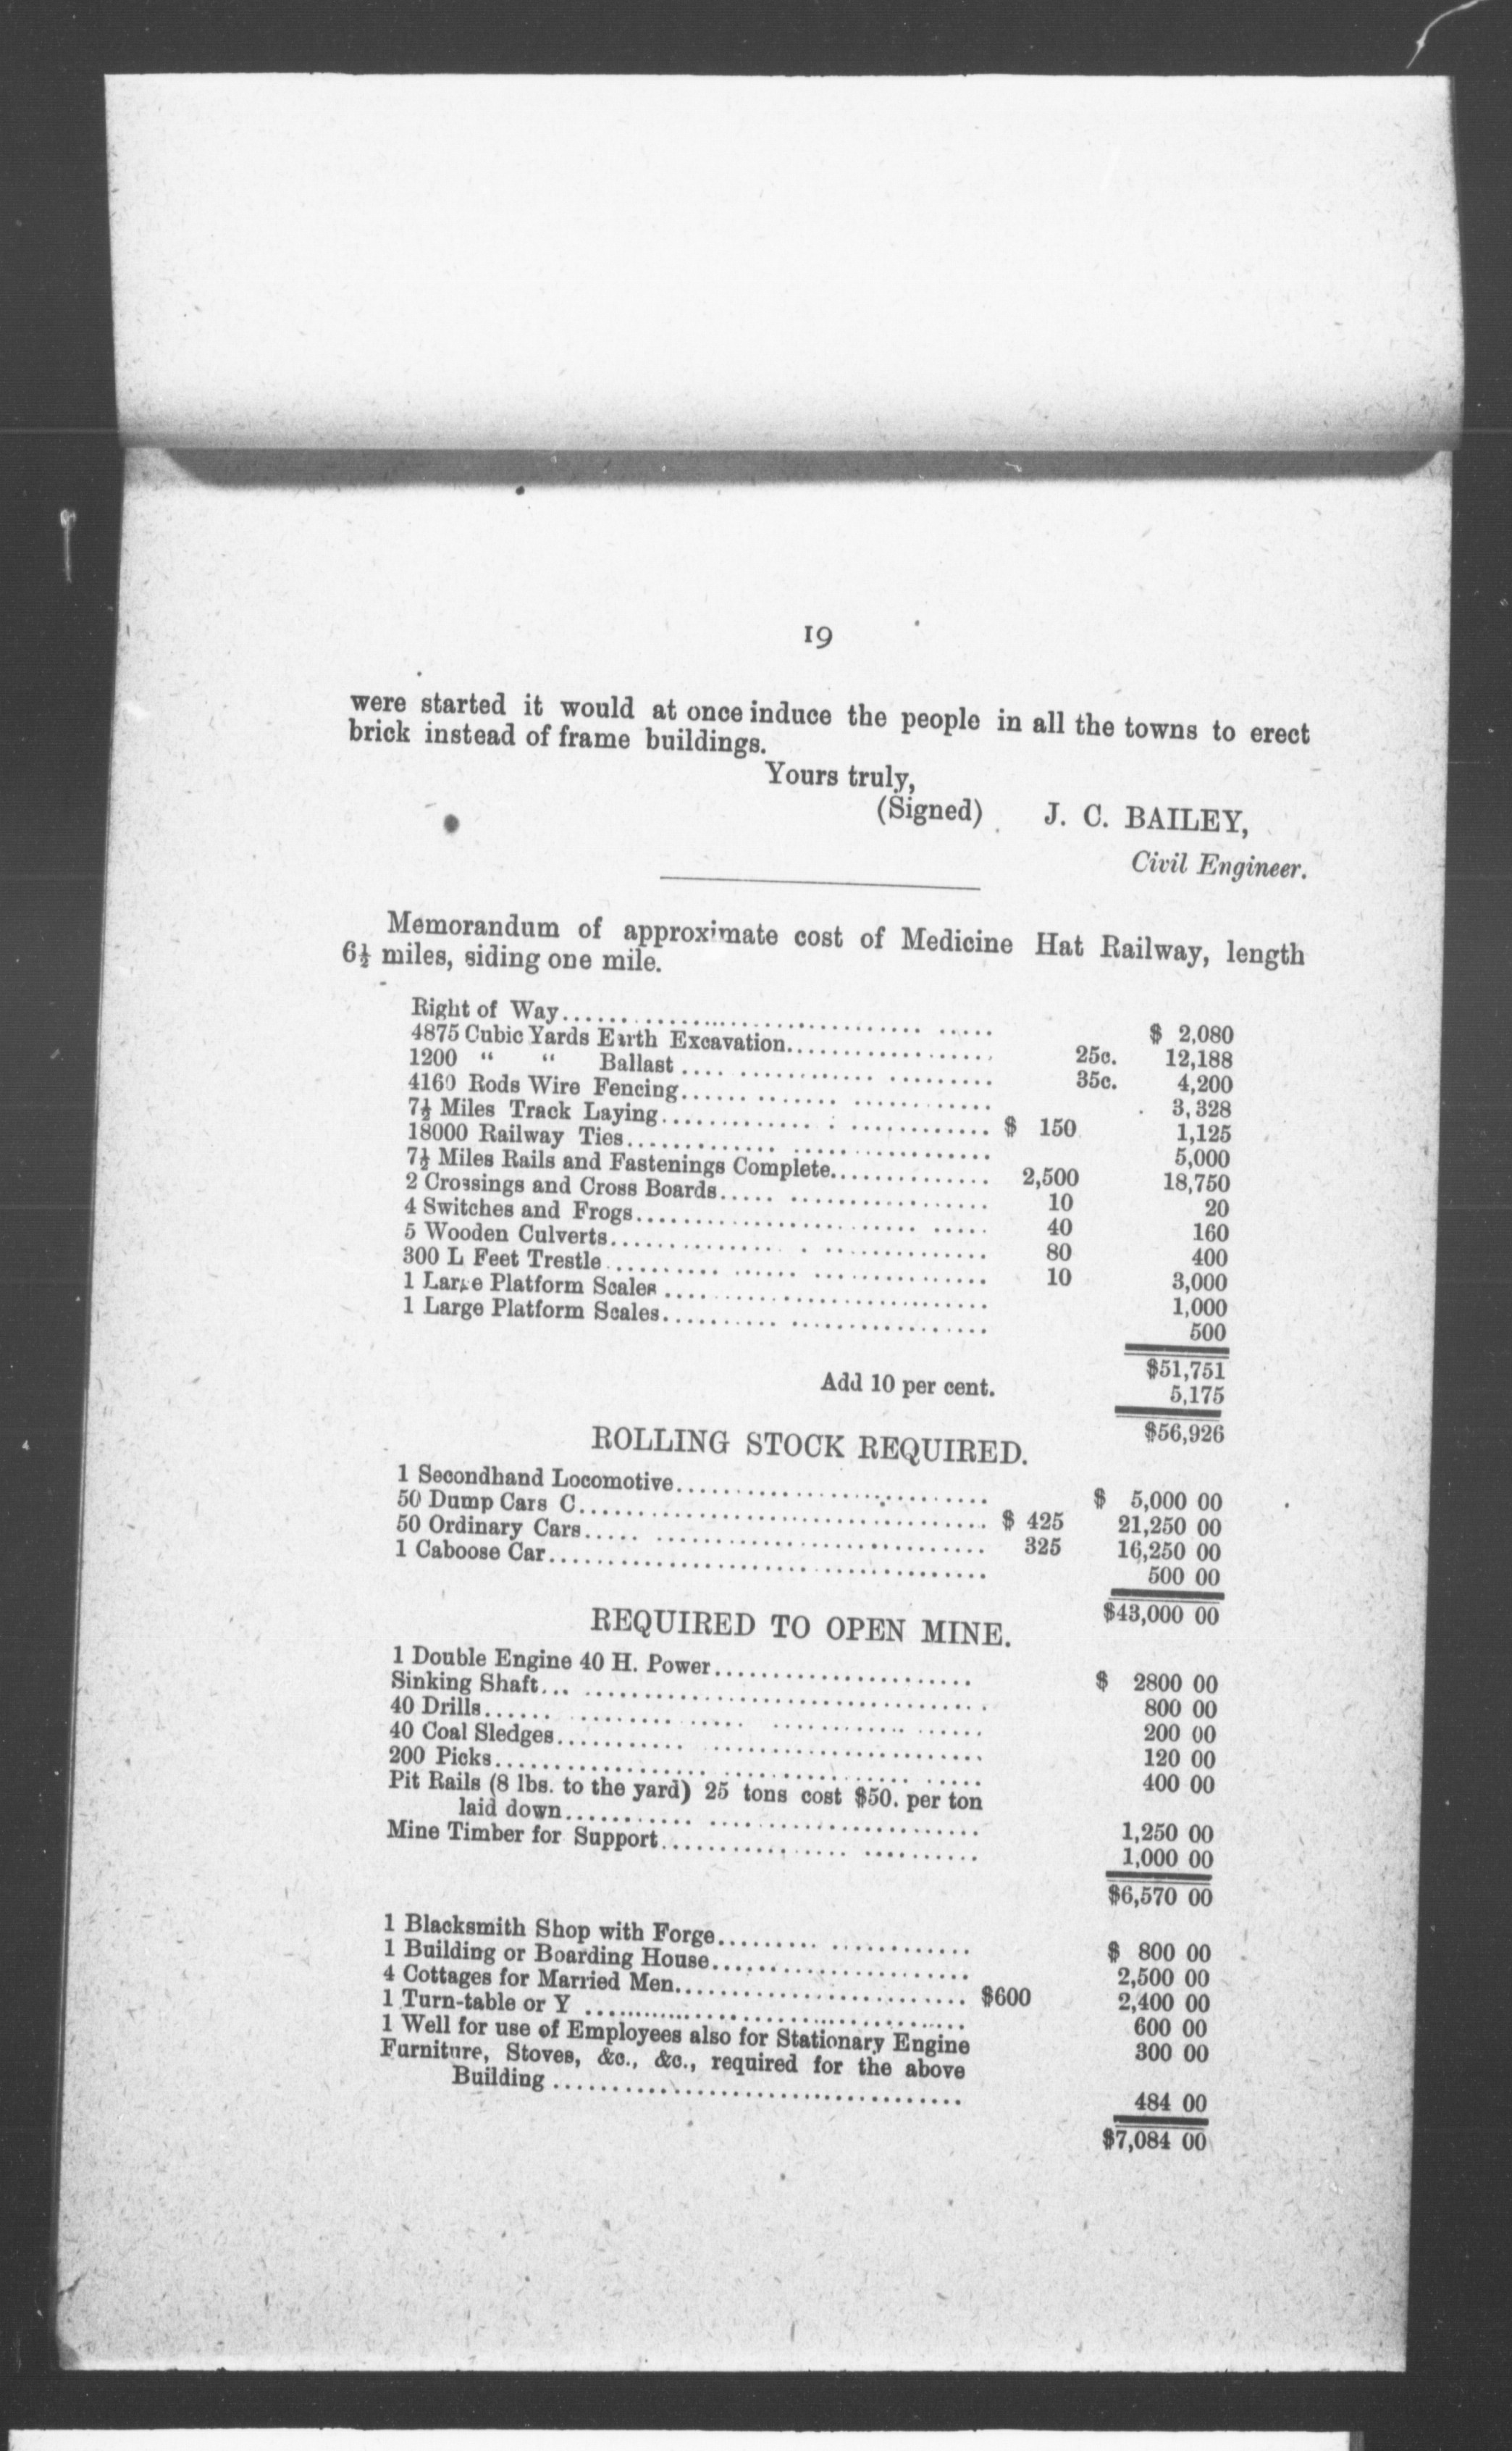 19
were started it would at once induce the people in all the towns to erect
brick instead of frame buildings.
Yours truly,
(Signed) J. C. BAILEY,
Civil Engineer.
Memorandum of approximate cost of Medicine Hat Railway, length
6½ miles, siding one mile.
Right of Way........ $ 2,080
4875 Cubic Yards Earth Excavation........ 25c. 12,188
1200 " " Ballast........ 35c. 4,200
4160 Rods Wire Fencing........ 3,328
7½ Miles Track Laying........ $ 150 1,125
18000 Railway Ties........ 5,000
7½ Miles Rails and Fastenings Complete........ 2,500 18,750
2 Crossings and Cross Boards........ 10 20
4 Switches and Frogs........ 40 160
5 Wooden Culverts........ 80 400
300 L Feet Trestle........ 10 3,000
1 Large Platform Scales........ 1,000
1 Large Platform Scales........ 500
$51,751
Add 10 per cent. 5,175
$56,926
ROLLING STOCK REQUIRED.
1 Secondhand Locomotive........ $ 5,000 00
50 Dump Cars C........ $ 425 21,250 00
50 Ordinary Cars........ 325 16,250 00
1 Caboose Car........ 500 00
$43,000 00
REQUIRED TO OPEN MINE.
1 Double Engine 40 H. Power........ $ 2800 00
Sinking Shaft........ 800 00
40 Drills........ 200 00
40 Coal Sledges........ 120 00
200 Picks........ 400 00
Pit Rails (8 lbs. to the yard) 25 tons cost $50. per ton
laid down........ 1,250 00
Mine Timber for Support........ 1,000 00
$6,570 00
1 Blacksmith Shop with Forge........ $ 800 00
1 Building or Boarding House........ 2,500 00
4 Cottages for Married Men........ $600 2,400 00
1 Turn-table or Y........ 600 00
1 Well for use of Employees also for Stationary Engine 300 00
Furniture, Stoves, &c., &c., required for the above
Building........ 484 00
$7,084 00